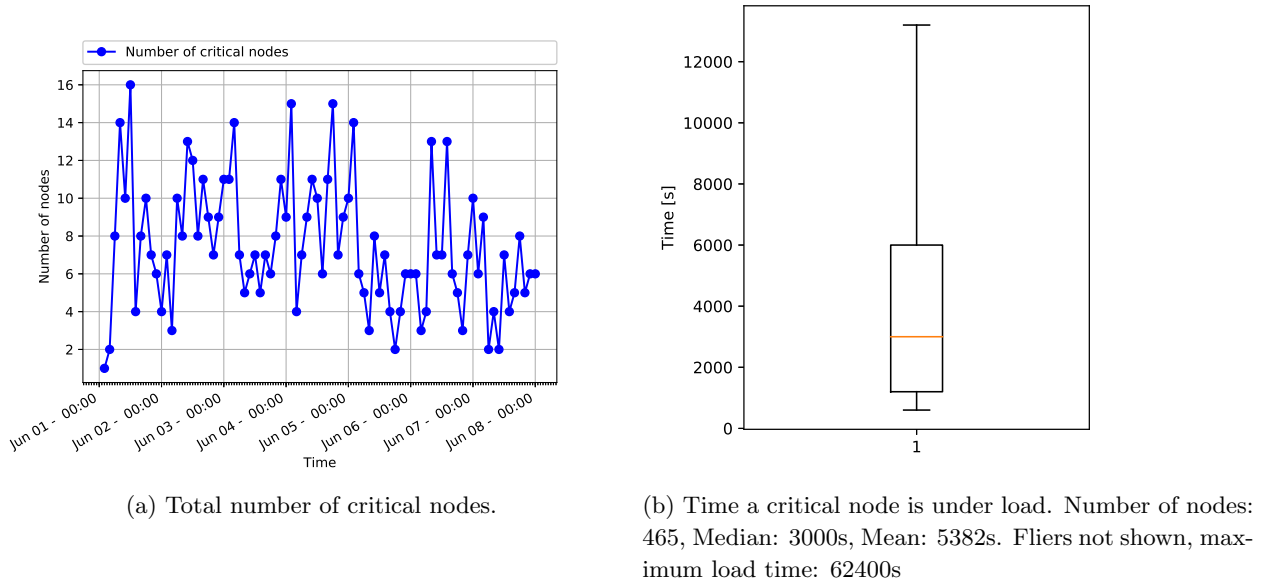 Number of critical nodes
16
14
12
10
8
6
4
2
Number of nodes
Jun 01 - 00:00
Jun 02 - 00:00
Jun 03 - 00:00
Jun 04 - 00:00
Jun 05 - 00:00
Jun 06 - 00:00
Jun 07 - 00:00
Jun 08 - 00:00
Time
(a) Total number of critical nodes.
12000
10000
8000
6000
4000
2000
0
Time [s]
1
(b) Time a critical node is under load. Number of nodes:
465, Median: 3000s, Mean: 5382s. Fliers not shown, max-
imum load time: 62400s